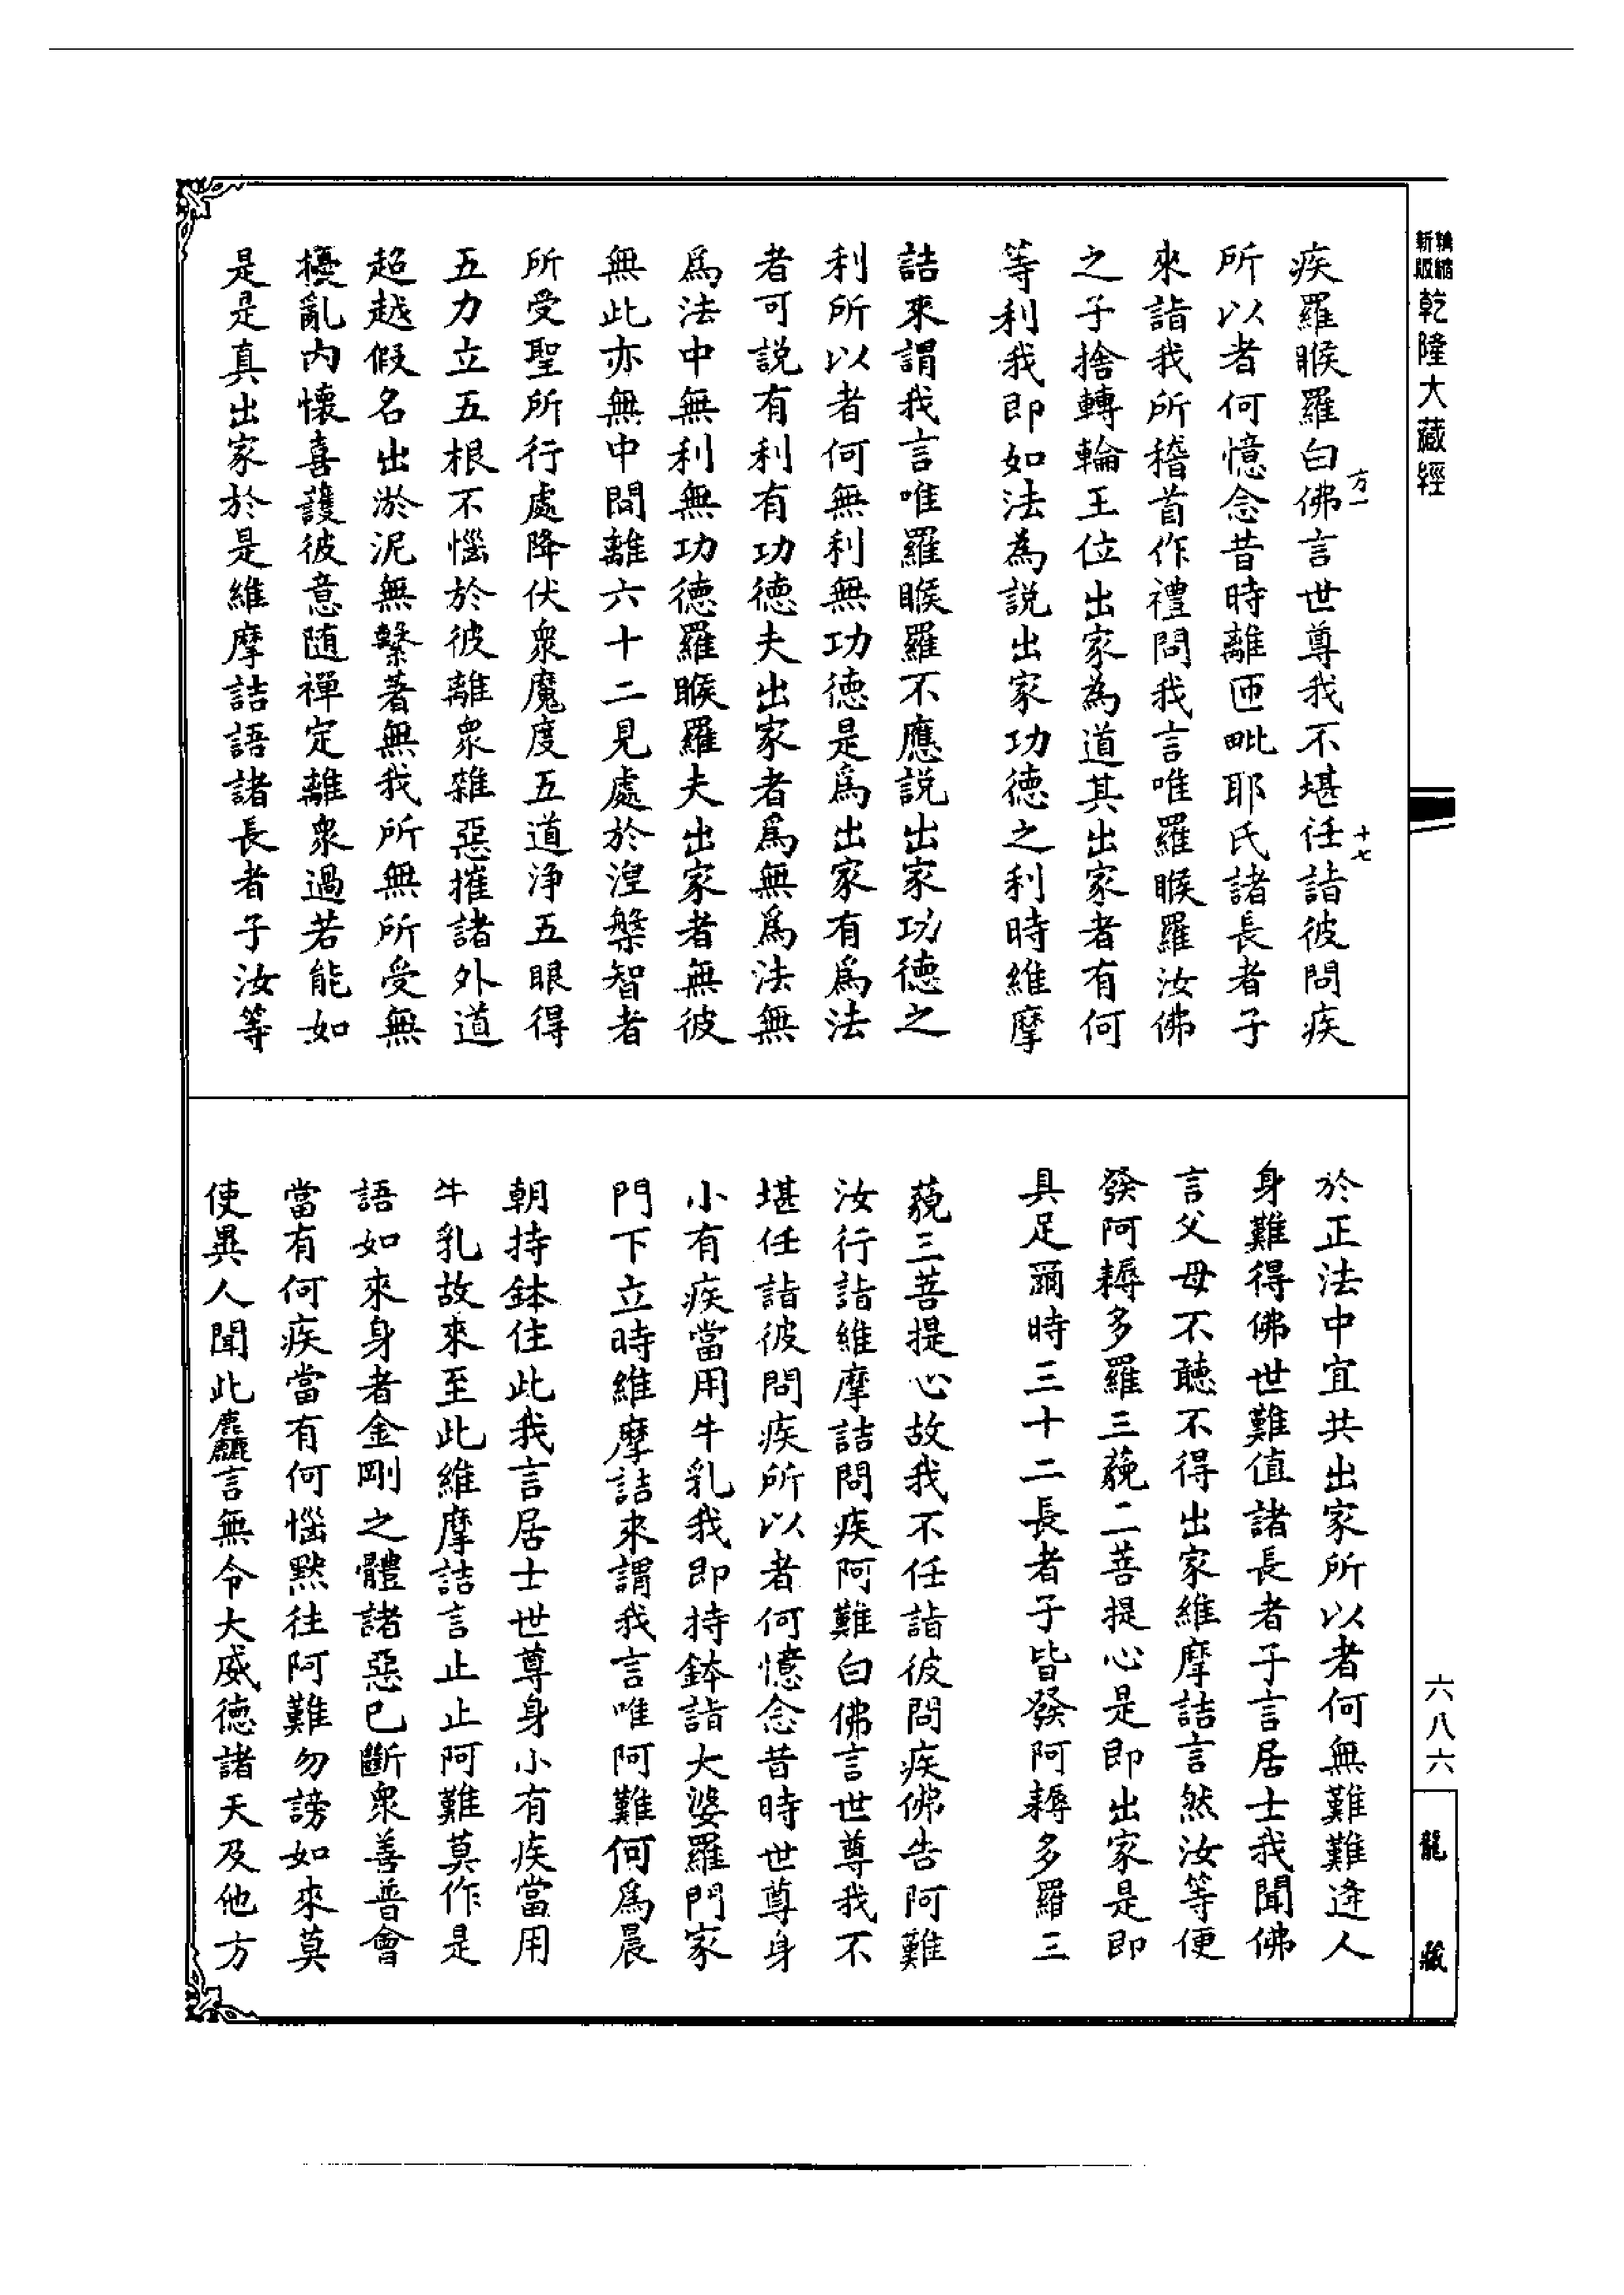 新版精縮乾隆大藏經
疾羅睺羅白佛言世尊我不堪任詣彼問疾
所以者何憶念昔時離毗耶氏諸長者子
來詣我所稽首作禮問我言唯羅睺羅汝佛
之子捨轉輪王位出家為道其出家者有何
等利我即如法為説出家功德之利時維摩
詰來謂我言唯羅睺羅不應説出家功德之
利所以者何無利無功德是爲出家有爲法
者可説有利有功德夫出家者爲無爲法無
爲法中無利無功德羅睺羅夫出家者無彼
無此亦無中間離六十二見處於涅槃智者
所受聖所行處降伏衆魔度五道淨五眼得
五力立五根不惱於彼離衆雜惡摧諸外道
超越假名出淤泥無繫著無我所無所受無
擾亂内懷喜護彼意随禪定離衆過若能如
是是真出家於是維摩詰語諸長者子汝等
方一
十七
於正法中宜共出家所以者何無難難逢人
身難得佛世難值諸長者子言居士我聞佛
言父母不聽不得出家維摩詰言然汝等便
發阿耨多羅三藐二菩提心是即出家是即
具足爾時三十二長者子皆發阿耨多羅三
藐三菩提心故我不任詣彼問疾佛告阿難
汝行詣維摩詰問疾阿難白佛言世尊我不
堪任詣彼問疾所以者何憶念昔時世尊身
小有疾當用牛乳我即持鉢詣大婆羅門家
門下立時維摩詰來謂我言唯阿難何爲晨
朝持鉢住此我言居士世尊身小有疾當用
牛乳故來至此維摩詰言止止阿難莫作是
語如來身者金剛之體諸惡已斷衆善普會
當有何疾當有何惱默往阿難勿謗如來莫
使異人聞此麤言無令大威德諸天及他方
六八六
龍藏